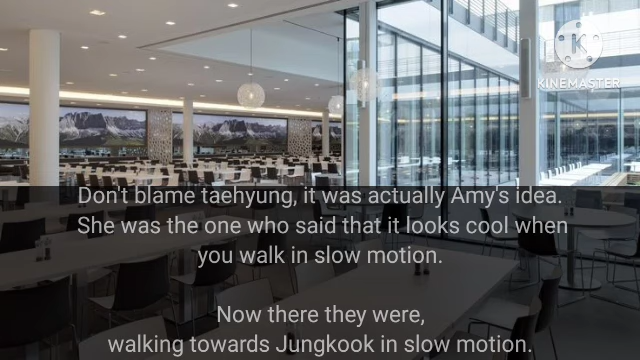 KINEMASTER
Don't blame taehyung, it was actually Amy's idea.
She was the one who said that it looks cool when
you walk in slow motion.
Now there they were,
walking towards Jungkook in slow motion.